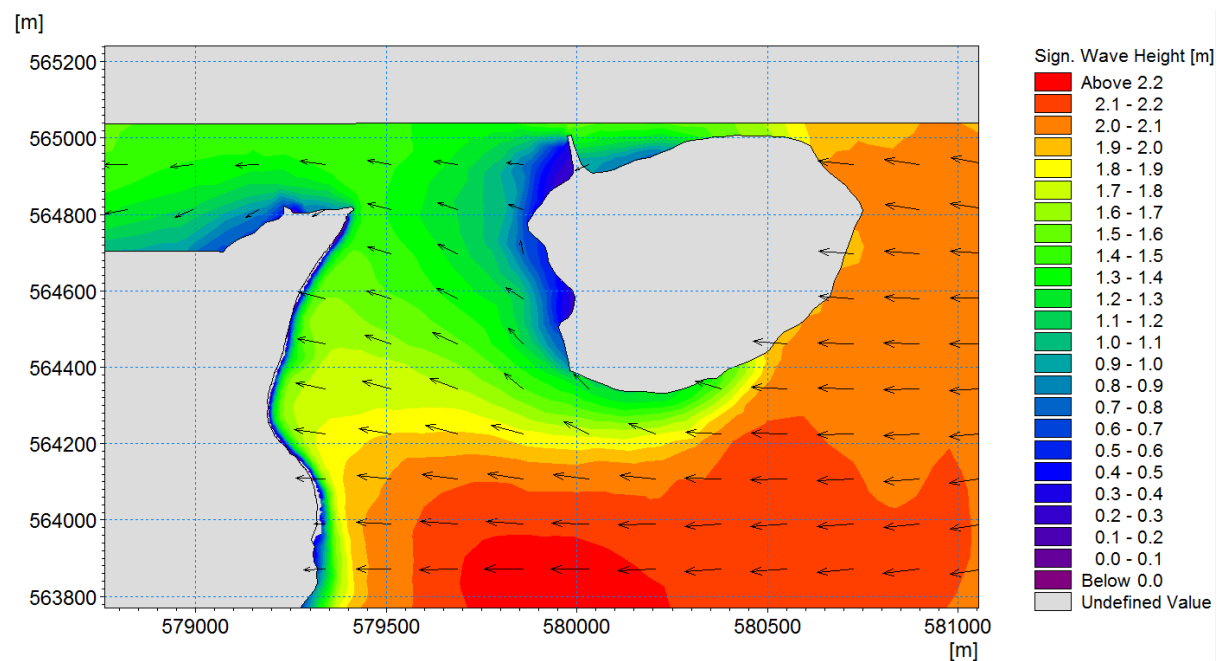 [m]
565200
565000
564800
564600
564400
564200
564000
563800
579000
579500
580000
580500
581000
[m]
Sign. Wave Height [m]
Above 2.2
2.1 - 2.2
2.0 - 2.1
1.9 - 2.0
1.8 - 1.9
1.7 - 1.8
1.6 - 1.7
1.5 - 1.6
1.4 - 1.5
1.3 - 1.4
1.2 - 1.3
1.1 - 1.2
1.0 - 1.1
0.9 - 1.0
0.8 - 0.9
0.7 - 0.8
0.6 - 0.7
0.5 - 0.6
0.4 - 0.5
0.3 - 0.4
0.2 - 0.3
0.1 - 0.2
0.0 - 0.1
Below 0.0
Undefined Value